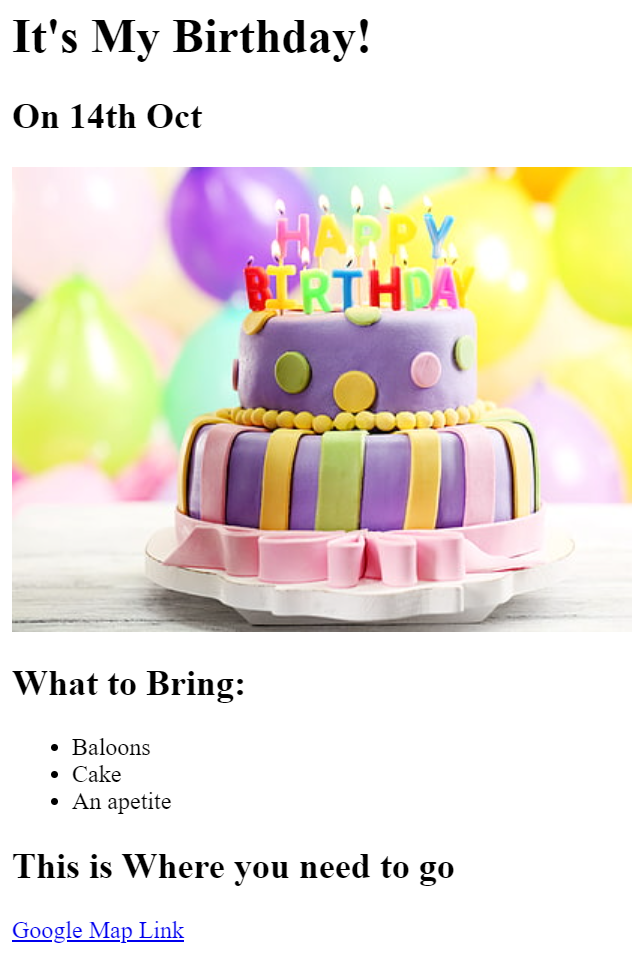 It's My Birthday!
On 14th Oct
HAPPY
BIRTHDAY
What to Bring:
Baloons
Cake
An apetite
This is Where you need to go
Google Map Link